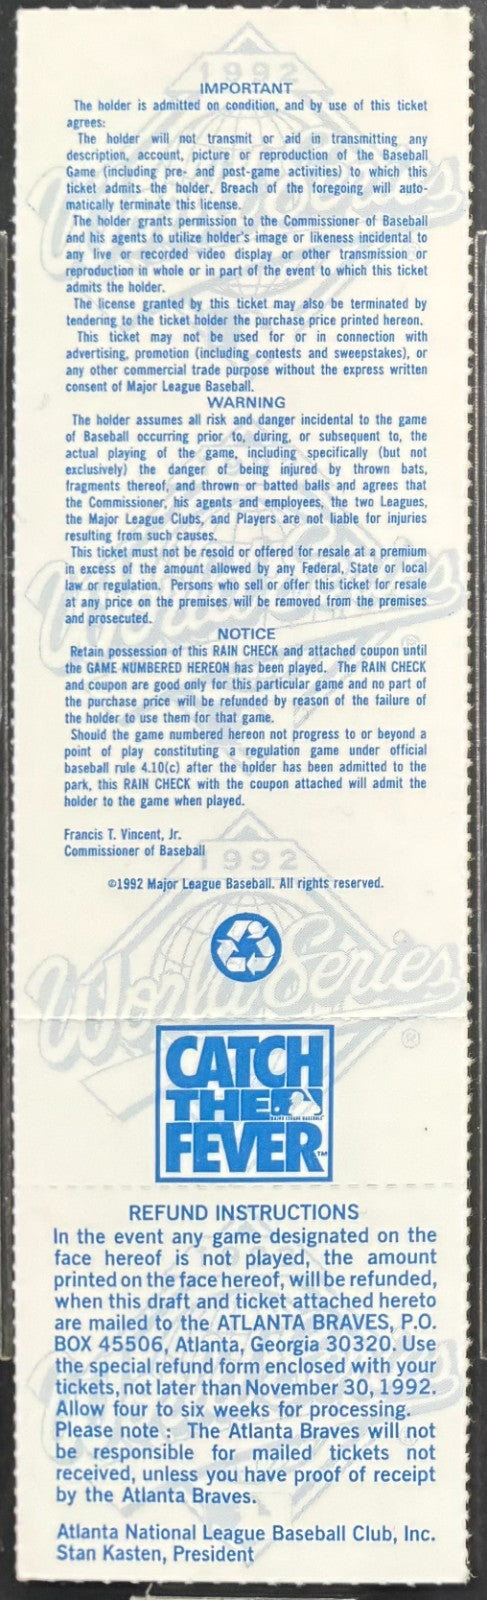 1992
IMPORTANT
The holder is admitted on condition, and by use of this ticket
agrees:
The holder will not transmit or aid in transmitting any
description, account, picture or reproduction of the Baseball
Game (including pre- and post-game activities) to which this
ticket admits the holder. Breach of the foregoing will auto-
matically terminate this license.
The holder grants permission to the Commissioner of Baseball
and his agents to utilize holder's image or likeness incidental to
any live or recorded video display or other transmission or
reproduction in whole or in part of the event to which this ticket
admits the holder.
The license granted by this ticket may also be terminated by
tendering to the ticket holder the purchase price printed hereon.
This ticket may not be used for or in connection with
advertising, promotion (including contests and sweepstakes), or
any other commercial trade purpose without the express written
consent of Major League Baseball.
WARNING
The holder assumes all risk and danger incidental to the game
of Baseball occurring prior to, during, or subsequent to, the
actual playing of the game, including specifically (but not
exclusively) the danger of being injured by thrown bats,
fragments thereof, and thrown or batted balls and agrees that
the Commissioner, his agents and employees, the two Leagues,
the Major League Clubs, and Players are not liable for injuries
resulting from such causes.
This ticket must not be resold or offered for resale at a premium
in excess of the amount allowed by any Federal, State or local
law or regulation. Persons who sell or offer this ticket for resale
at any price on the premises will be removed from the premises
and prosecuted.
NOTICE
Retain possession of this RAIN CHECK and attached coupon until
the GAME NUMBERED HEREON has been played. The RAIN CHECK
and coupon are good only for this particular game and no part of
the purchase price will be refunded by reason of the failure of
the holder to use them for that game.
Should the game numbered hereon not progress to or beyond a
point of play constituting a regulation game under official
baseball rule 4.10(c) after the holder has been admitted to the
park, this RAIN CHECK with the coupon attached will admit the
holder to the game when played.
Francis T. Vincent, Jr.
Commissioner of Baseball
1992
©1992 Major League Baseball. All rights reserved.
World Series
®
CATCH
THE
MAJOR LEAGUE BASEBALL
FEVER™
REFUND INSTRUCTIONS
In the event any game designated on the
face hereof is not played, the amount
printed on the face hereof, will be refunded,
when this draft and ticket attached hereto
are mailed to the ATLANTA BRAVES, P.O.
BOX 45506, Atlanta, Georgia 30320. Use
the special refund form enclosed with your
tickets, not later than November 30, 1992.
Allow four to six weeks for processing.
Please note : The Atlanta Braves will not
be responsible for mailed tickets not
received, unless you have proof of receipt
by the Atlanta Braves.
Atlanta National League Baseball Club, Inc.
Stan Kasten, President